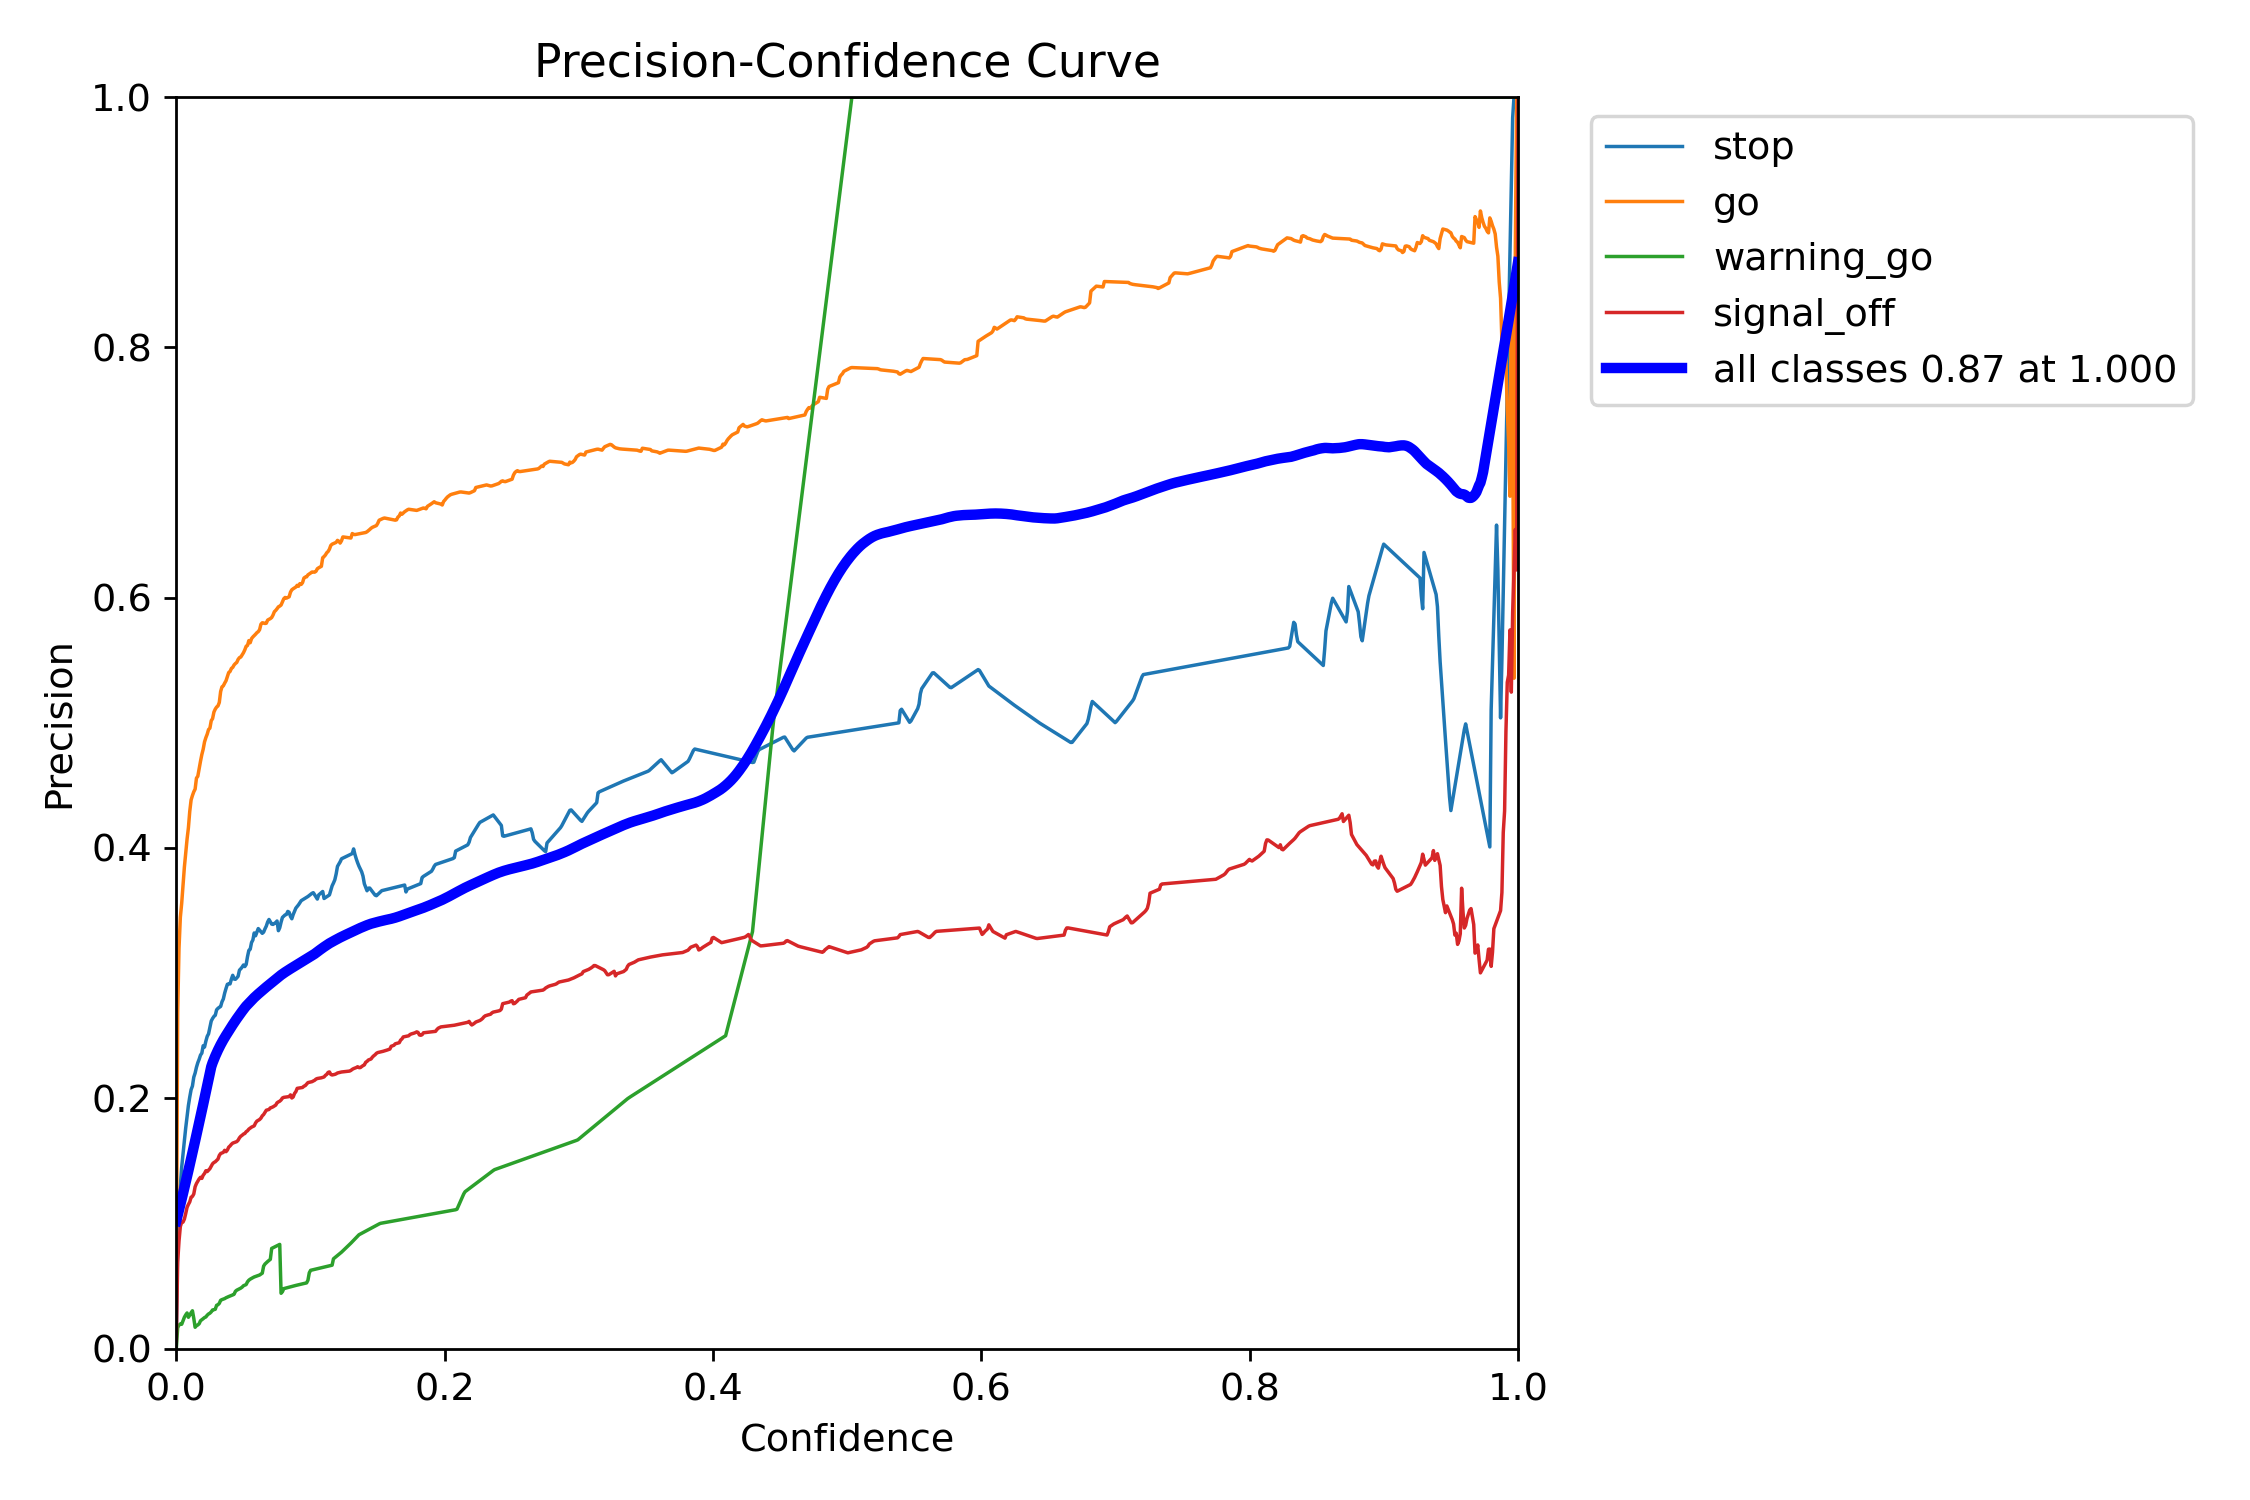 Precision-Confidence Curve
1.0
0.8
0.6
0.4
0.2
0.0
Precision
0.0 0.2 0.4 0.6 0.8 1.0
Confidence
stop
go
warning_go
signal_off
all classes 0.87 at 1.000